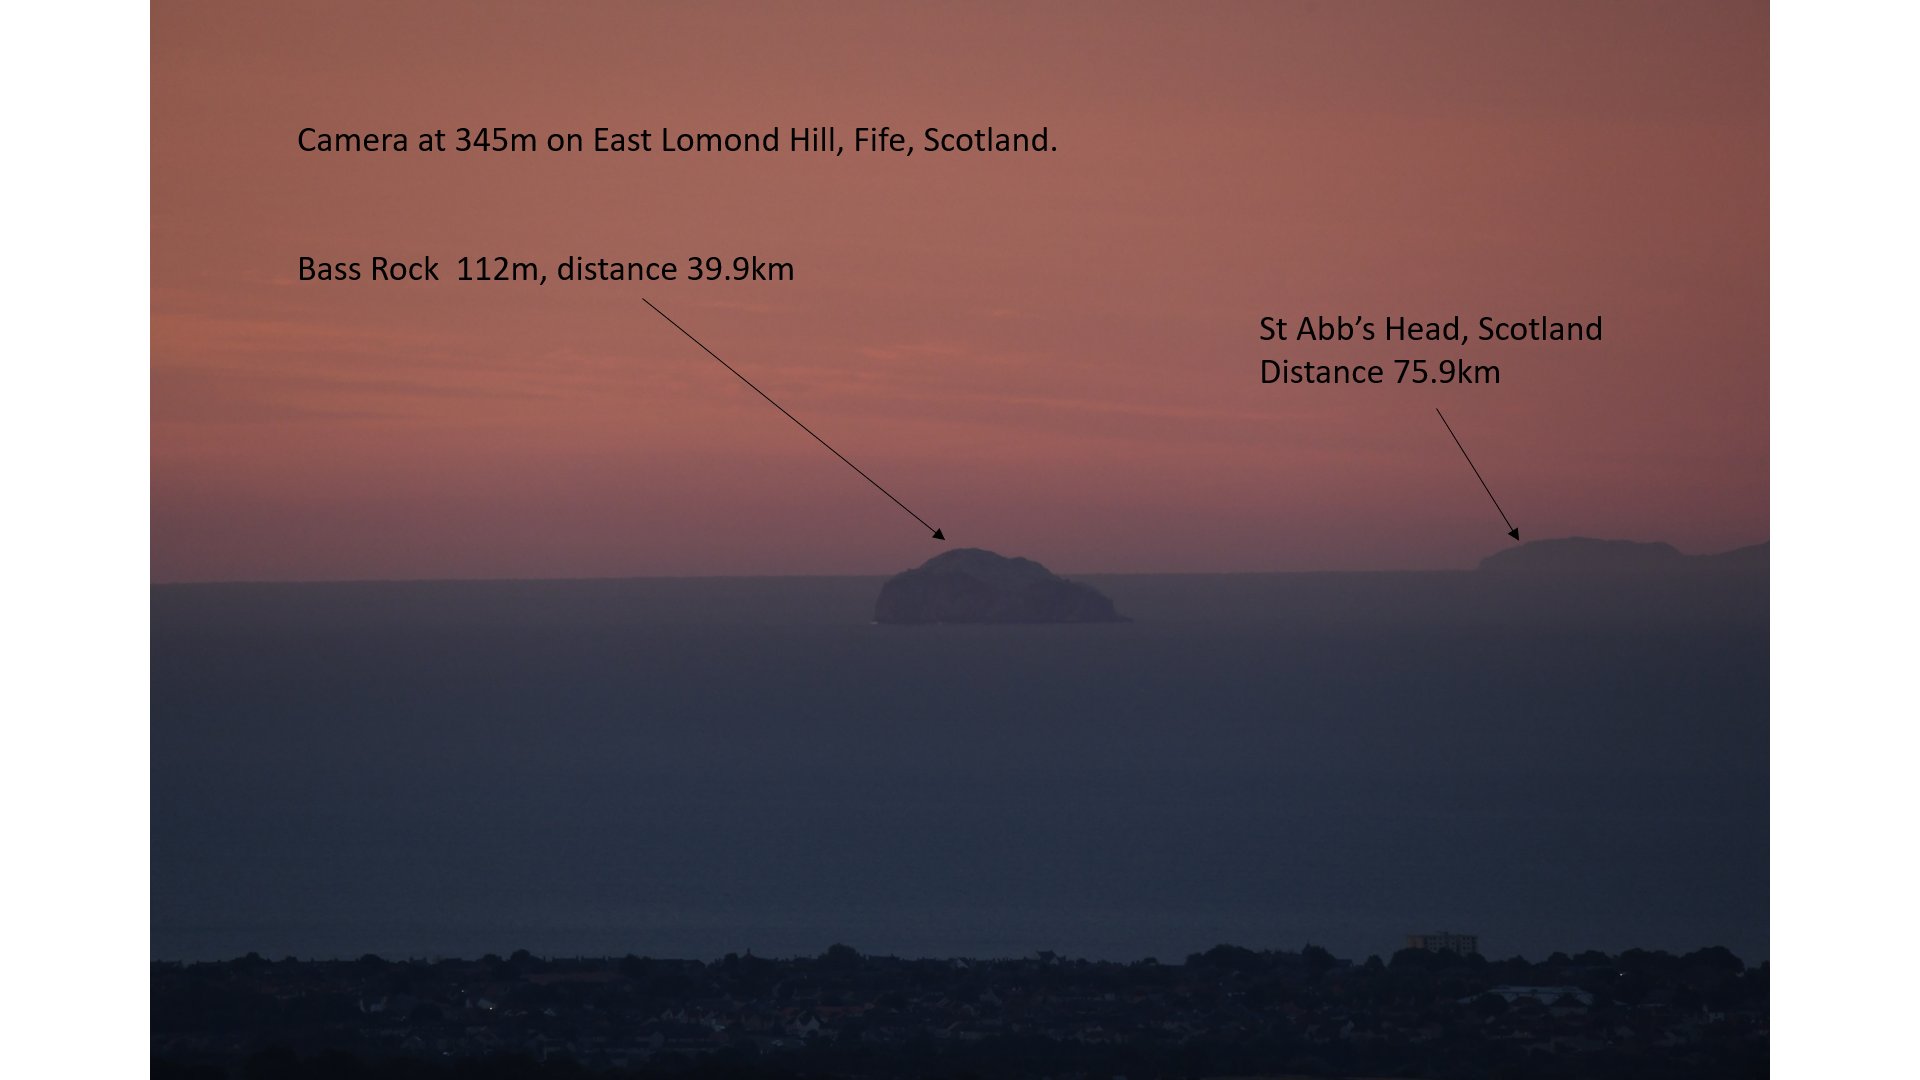 Camera at 345m on East Lomond Hill, Fife, Scotland.
Bass Rock  112m, distance 39.9km
St Abb’s Head, Scotland
Distance 75.9km